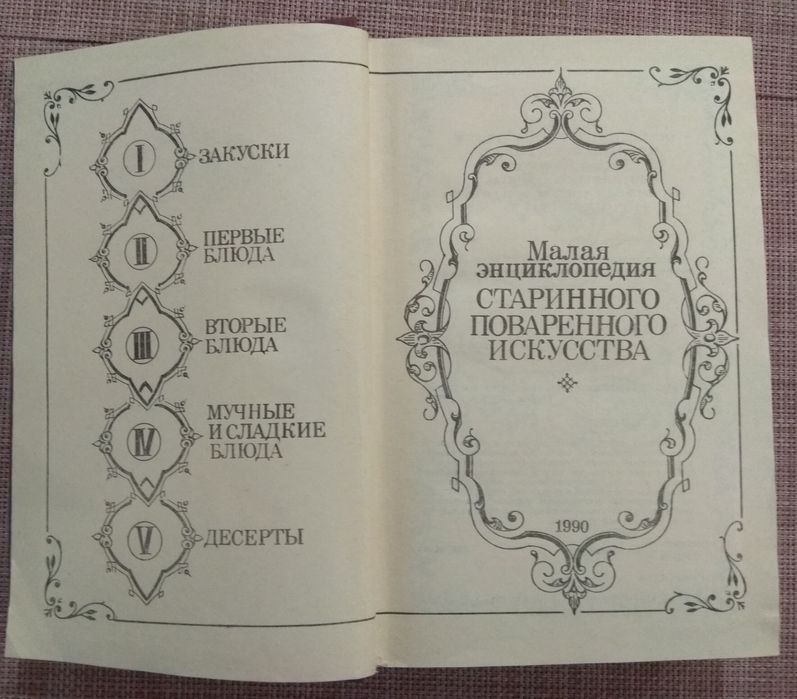 I
ЗАКУСКИ
II
ПЕРВЫЕ
БЛЮДА
III
ВТОРЫЕ
БЛЮДА
IV
МУЧНЫЕ
И СЛАДКИЕ
БЛЮДА
V
ДЕСЕРТЫ
Малая
энциклопедия
СТАРИННОГО
ПОВАРЕННОГО
ИСКУССТВА
1990